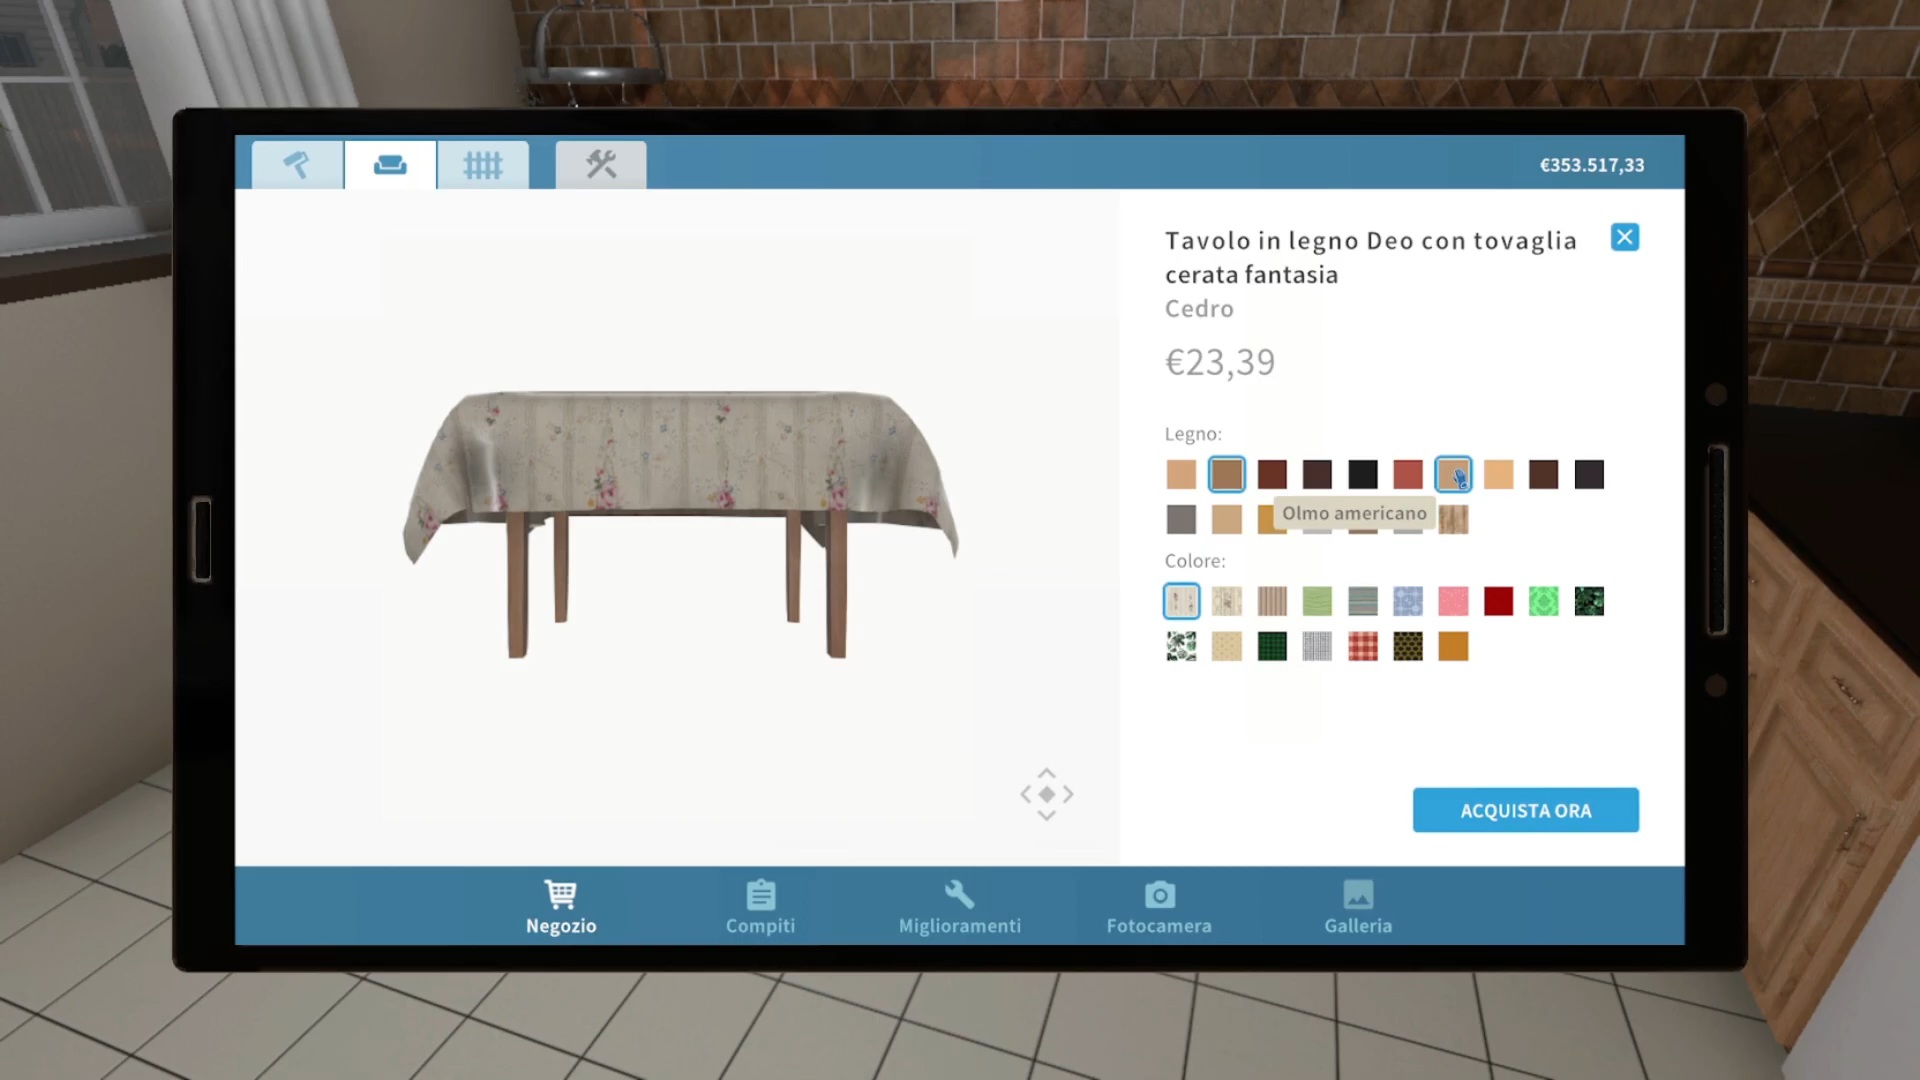 €353.517,33
Tavolo in legno Deo con tovaglia
cerata fantasia
Cedro
€23,39
Legno:
Olmo americano
Colore:
ACQUISTA ORA
Negozio
Compiti
Miglioramenti
Fotocamera
Galleria